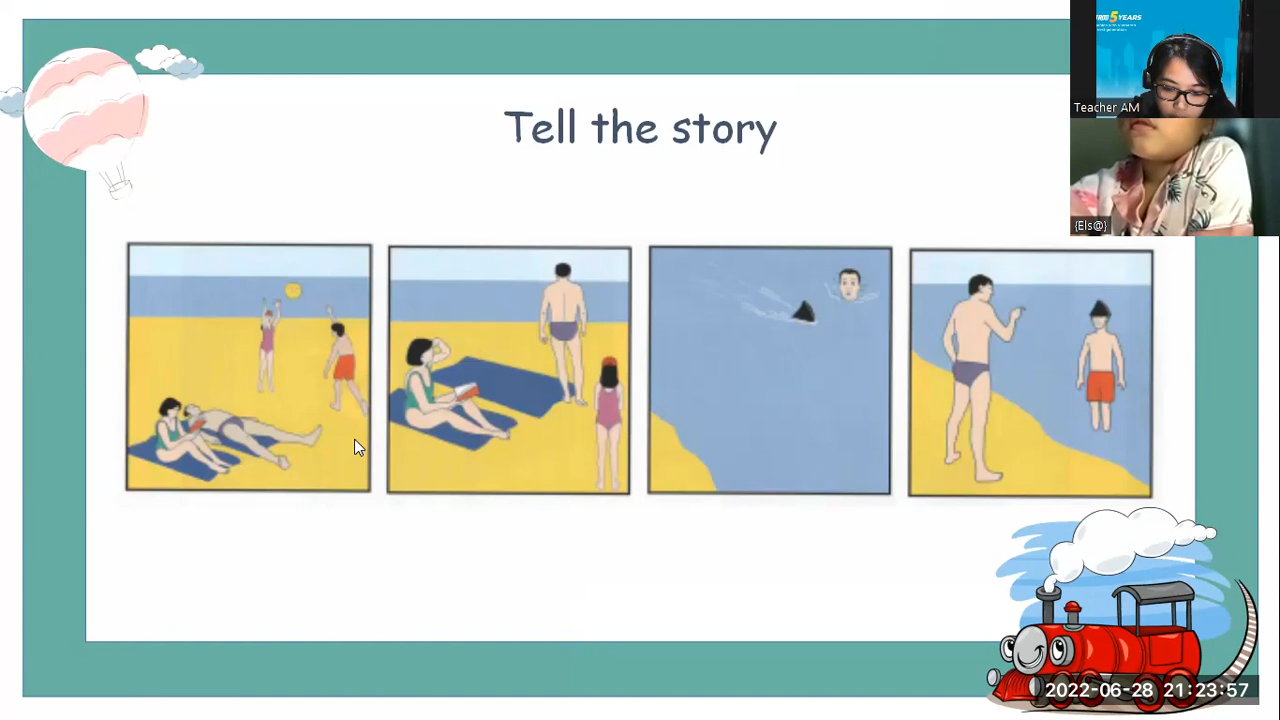 5 YEARS
Teacher AM
Tell the story
{Els@}
2022-06-28 21:23:57